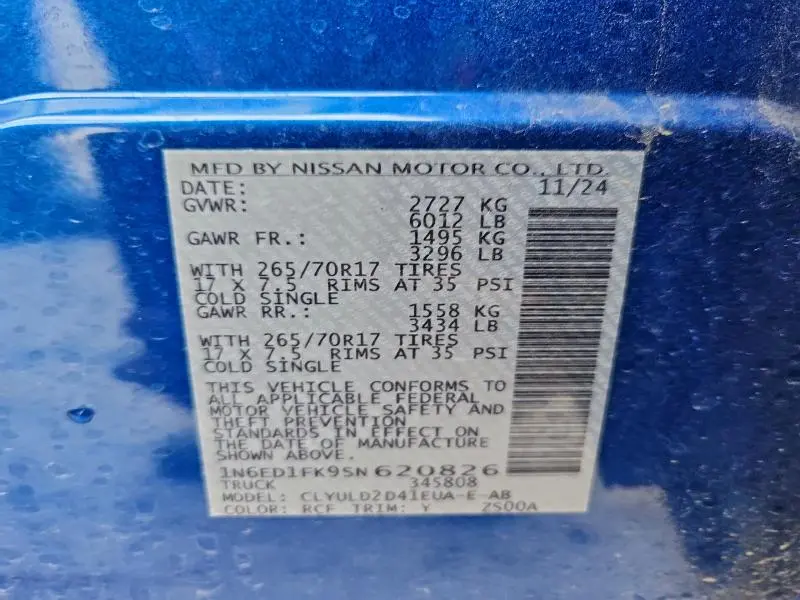 MFD BY NISSAN MOTOR CO., LTD.
DATE: 11/24
GVWR: 2727 KG
6012 LB
GAWR FR.: 1495 KG
3296 LB
WITH 265/70R17 TIRES
17 X 7.5 RIMS AT 35 PSI
COLD SINGLE
GAWR RR.: 1558 KG
3434 LB
WITH 265/70R17 TIRES
17 X 7.5 RIMS AT 35 PSI
COLD SINGLE
THIS VEHICLE CONFORMS TO
ALL APPLICABLE FEDERAL
MOTOR VEHICLE SAFETY AND
THEFT PREVENTION
STANDARDS IN EFFECT ON
THE DATE OF MANUFACTURE
SHOWN ABOVE.
1N6ED1FK9SN620826
TRUCK 345808
MODEL: CLYULD2D41EUA-E-AB
COLOR: RCF TRIM: Y ZS00A